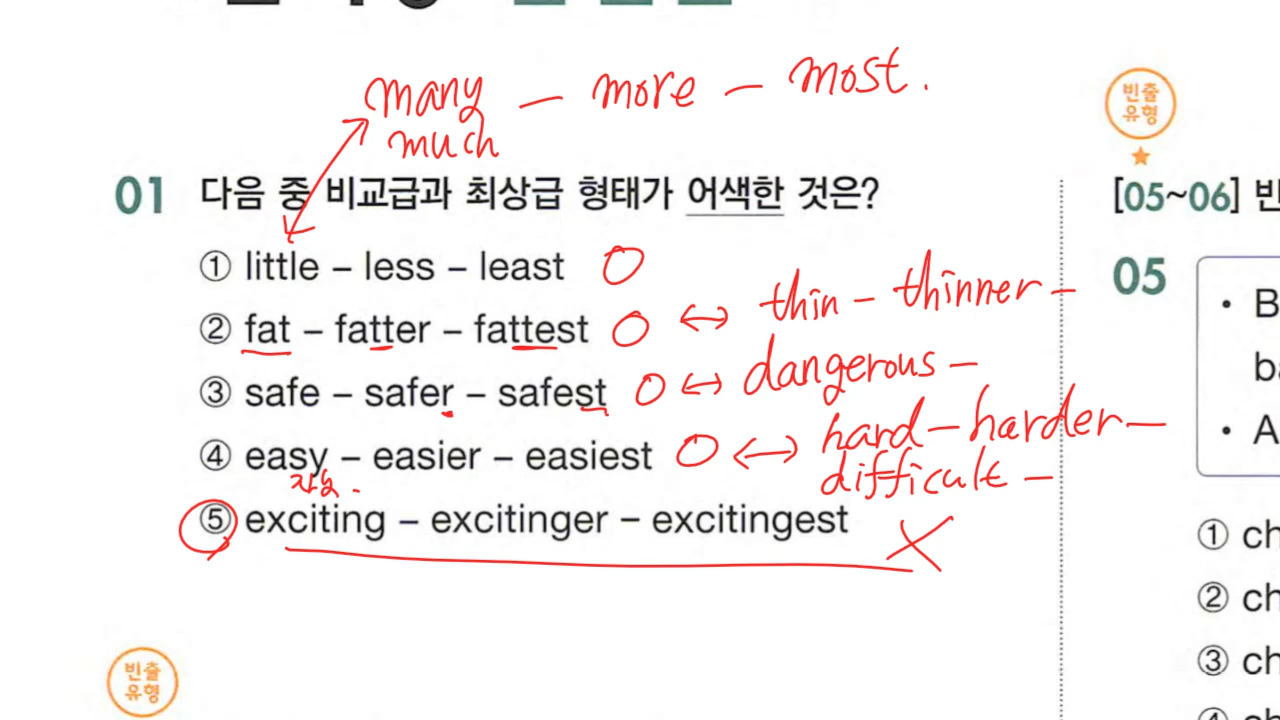 many – more – most.
much
빈출
유형
01 다음 중 비교급과 최상급 형태가 어색한 것은?
[05~06] 빈
① little – less – least
05
② fat – fatter – fattest ↔ thin – thinner –
• B
③ safe – safer – safest ↔ dangerous –
ba
④ easy – easier – easiest ↔ hard – harder –
difficult –
• A
⑤ exciting – excitinger – excitingest
① ch
② ch
③ ch
빈출
유형